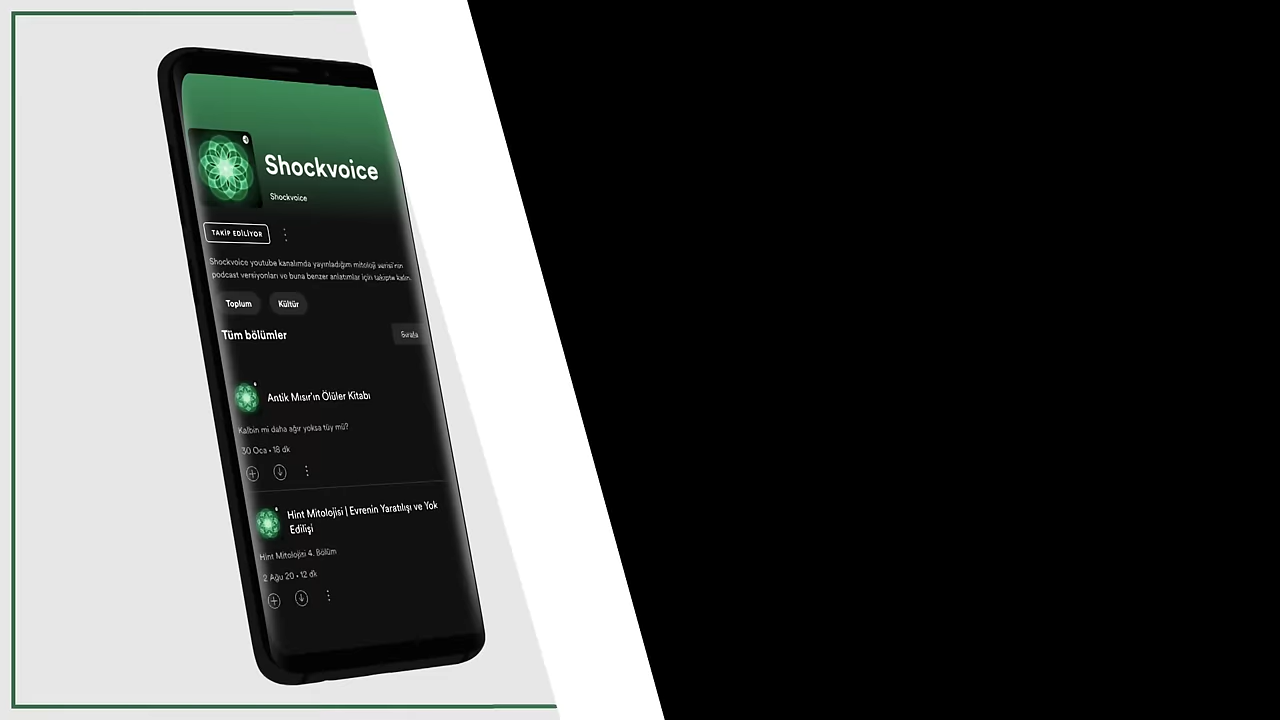 Shockvoice
Shockvoice
TAKİP EDİLİYOR
Shockvoice youtube kanalımda yayınladığım mitoloji serisi'nin
podcast versiyonları ve buna benzer anlatımlar için takipte kalın.
Toplum
Kültür
Tüm bölümler
Sırala
Antik Mısır'ın Ölüler Kitabı
Kalbin mi daha ağır yoksa tüy mü?
30 Oca • 18 dk
Hint Mitolojisi | Evrenin Yaratılışı ve Yok
Edilişi
Hint Mitolojisi 4. Bölüm
2 Ağu 20 • 12 dk